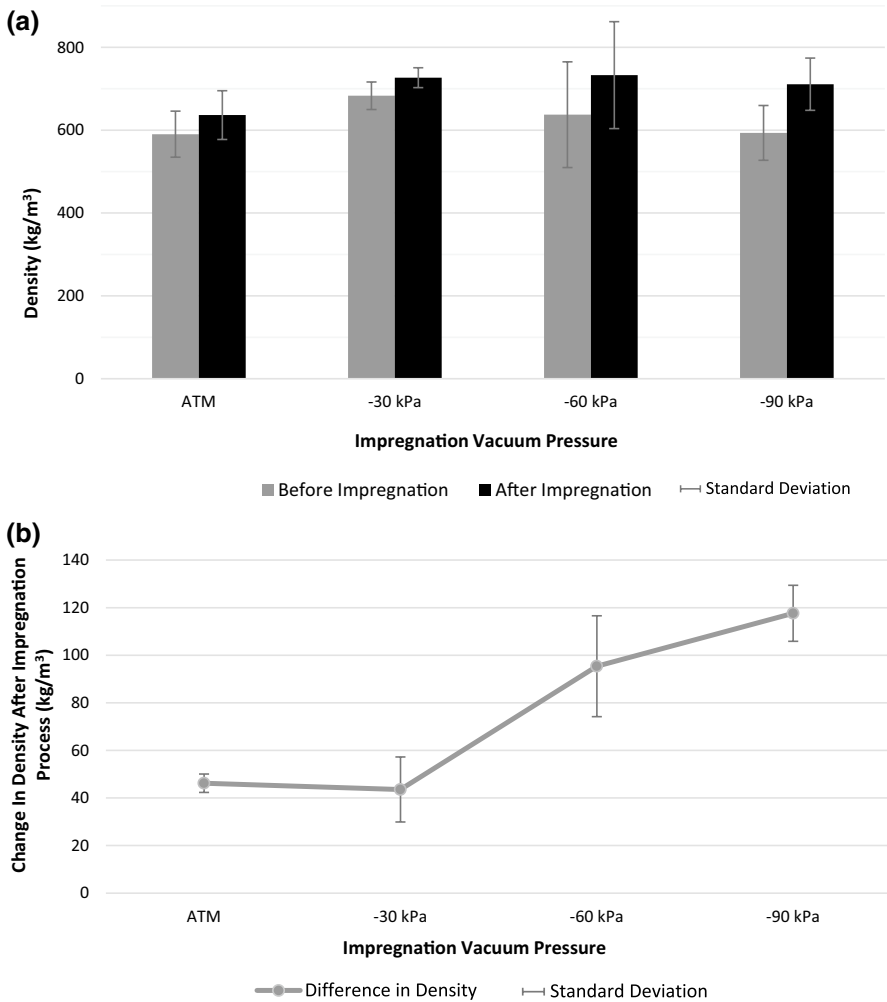 (a)
800
600
400
200
0
Density (kg/m³)
ATM
-30 kPa
-60 kPa
-90 kPa
Impregnation Vacuum Pressure
Before Impregnation
After Impregnation
Standard Deviation
(b)
140
120
100
80
60
40
20
0
Change In Density After Impregnation
Process (kg/m³)
ATM
-30 kPa
-60 kPa
-90 kPa
Impregnation Vacuum Pressure
Difference in Density
Standard Deviation